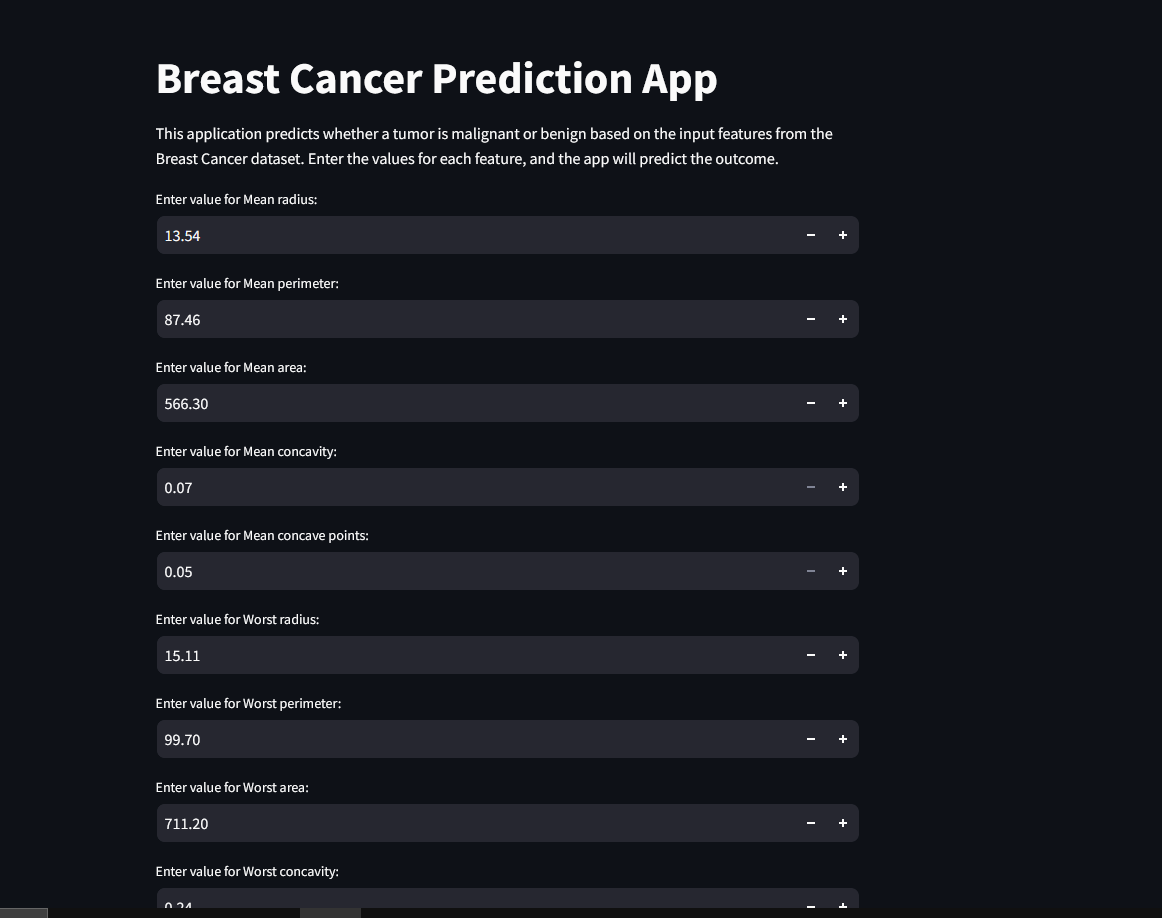 Breast Cancer Prediction App
This application predicts whether a tumor is malignant or benign based on the input features from the
Breast Cancer dataset. Enter the values for each feature, and the app will predict the outcome.
Enter value for Mean radius:
13.54
Enter value for Mean perimeter:
87.46
Enter value for Mean area:
566.30
Enter value for Mean concavity:
0.07
Enter value for Mean concave points:
0.05
Enter value for Worst radius:
15.11
Enter value for Worst perimeter:
99.70
Enter value for Worst area:
711.20
Enter value for Worst concavity:
0.24